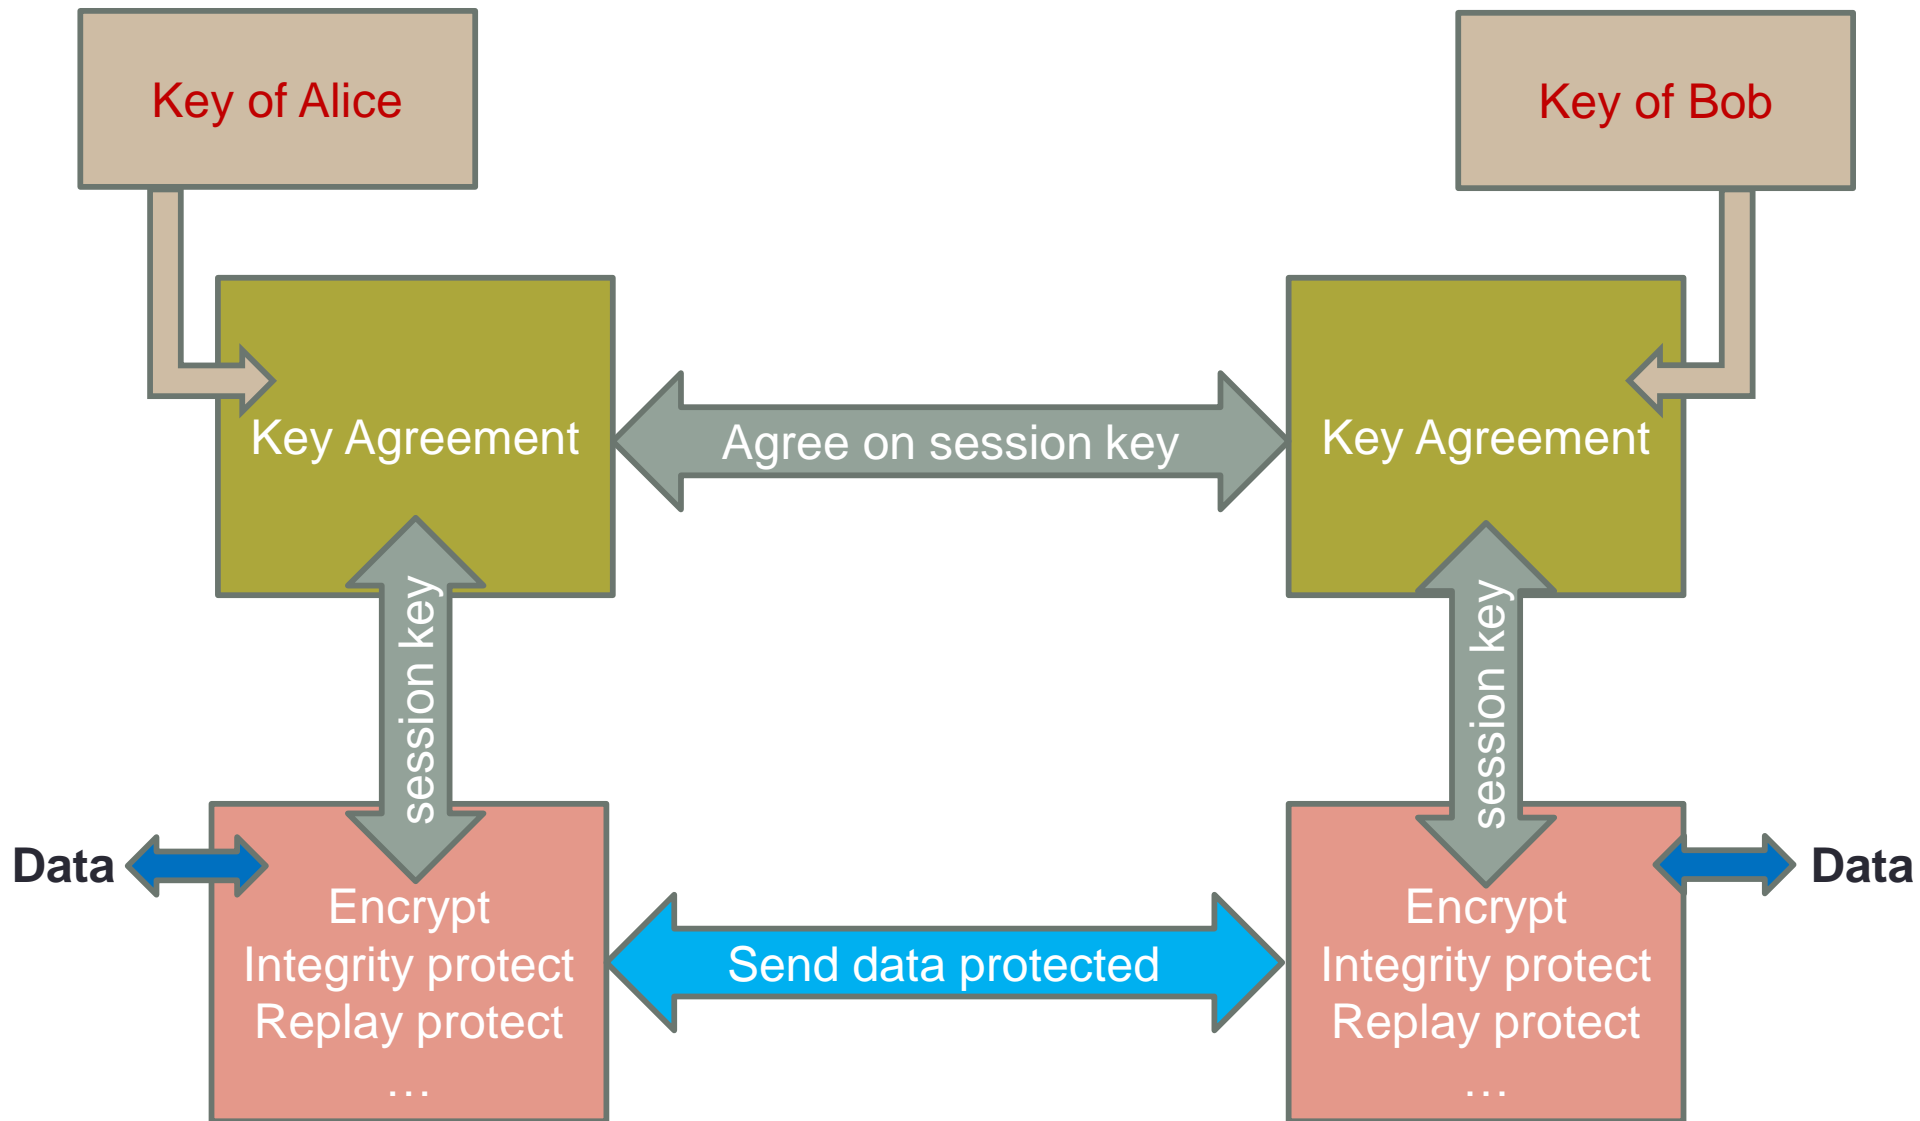 Key of Alice
Key of Bob
Key Agreement
Agree on session key
Key Agreement
session key
session key
Data
Encrypt
Integrity protect
Replay protect
…
Send data protected
Encrypt
Integrity protect
Replay protect
…
Data